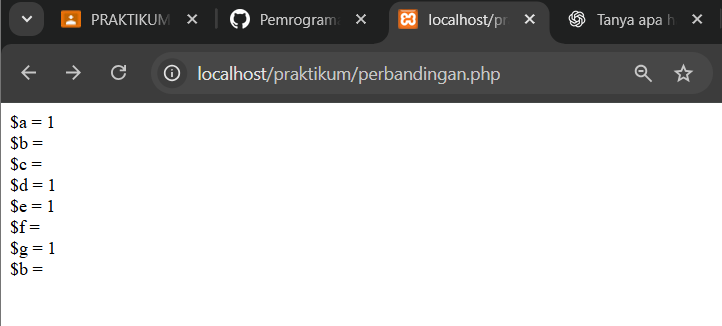 PRAKTIKUM
Pemrogram
localhost/pr
Tanya apa h
localhost/praktikum/perbandingan.php
$a = 1
$b =
$c =
$d = 1
$e = 1
$f =
$g = 1
$b =